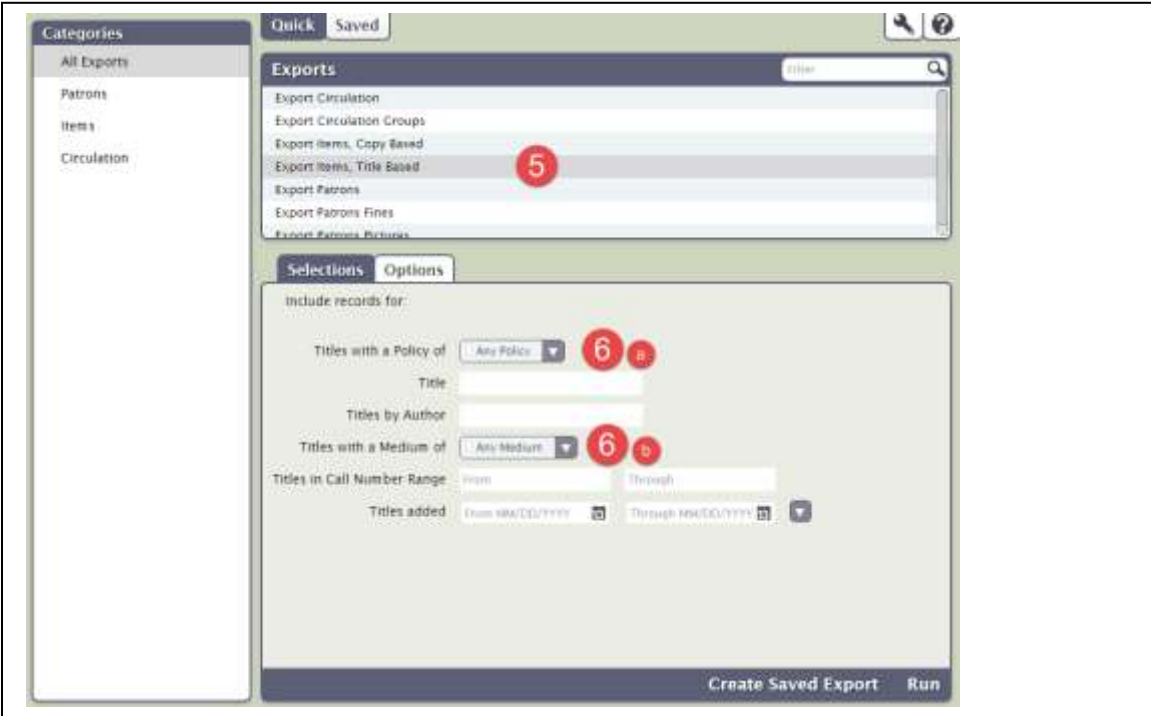 Categories
All Exports
Patrons
Items
Circulation
Quick Saved
Exports
Filter
Export Circulation
Export Circulation Groups
Export Items, Copy Based
Export Items, Title Based
5
Export Patrons
Export Patrons Fines
Export Patrons Pictures
Selections Options
Include records for:
Titles with a Policy of Any Policy 6 a
Title
Titles by Author
Titles with a Medium of Any Medium 6 b
Titles in Call Number Range From Through
Titles added From MM/DD/YYYY Through MM/DD/YYYY
Create Saved Export Run